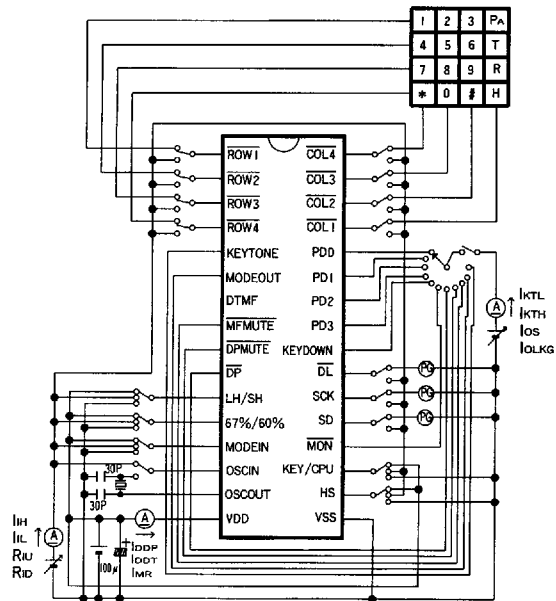 1 2 3 PA
4 5 6 T
7 8 9 R
* 0 # H
ROW1 COL4
ROW2 COL3
ROW3 COL2
ROW4 COL1
KEYTONE PD0
MODEOUT PD1
DTMF PD2
MFMUTE PD3
DPMUTE KEYDOWN
DP DL
LH/SH SCK
67%/60% SD
MODEIN MON
OSCIN KEY/CPU
OSCOUT HS
VDD VSS
A
IKTL
IKTH
IOS
IOLKG
PG
PG
PG
30P
30P
A
IIH
IIL
RIU
RID
A
+
100μ
IDDP
IDDT
IMR